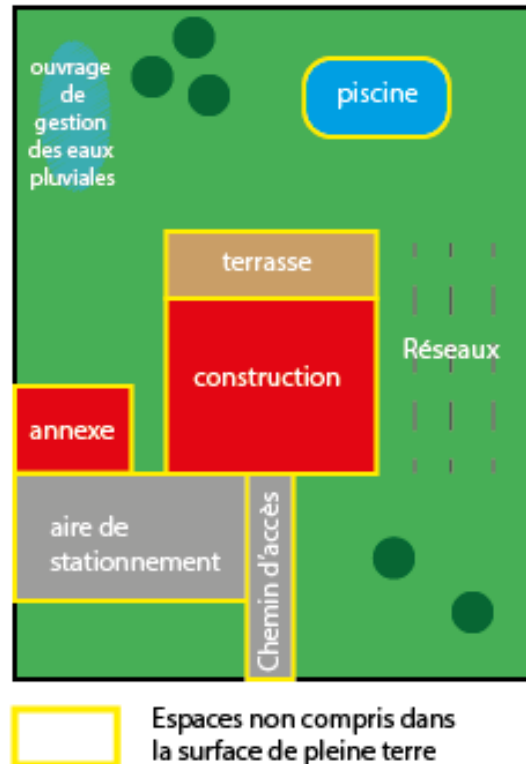 ouvrage
de
gestion
des eaux
pluviales
piscine
terrasse
construction
Réseaux
annexe
aire de
stationnement
Chemin d'accès
Espaces non compris dans
la surface de pleine terre